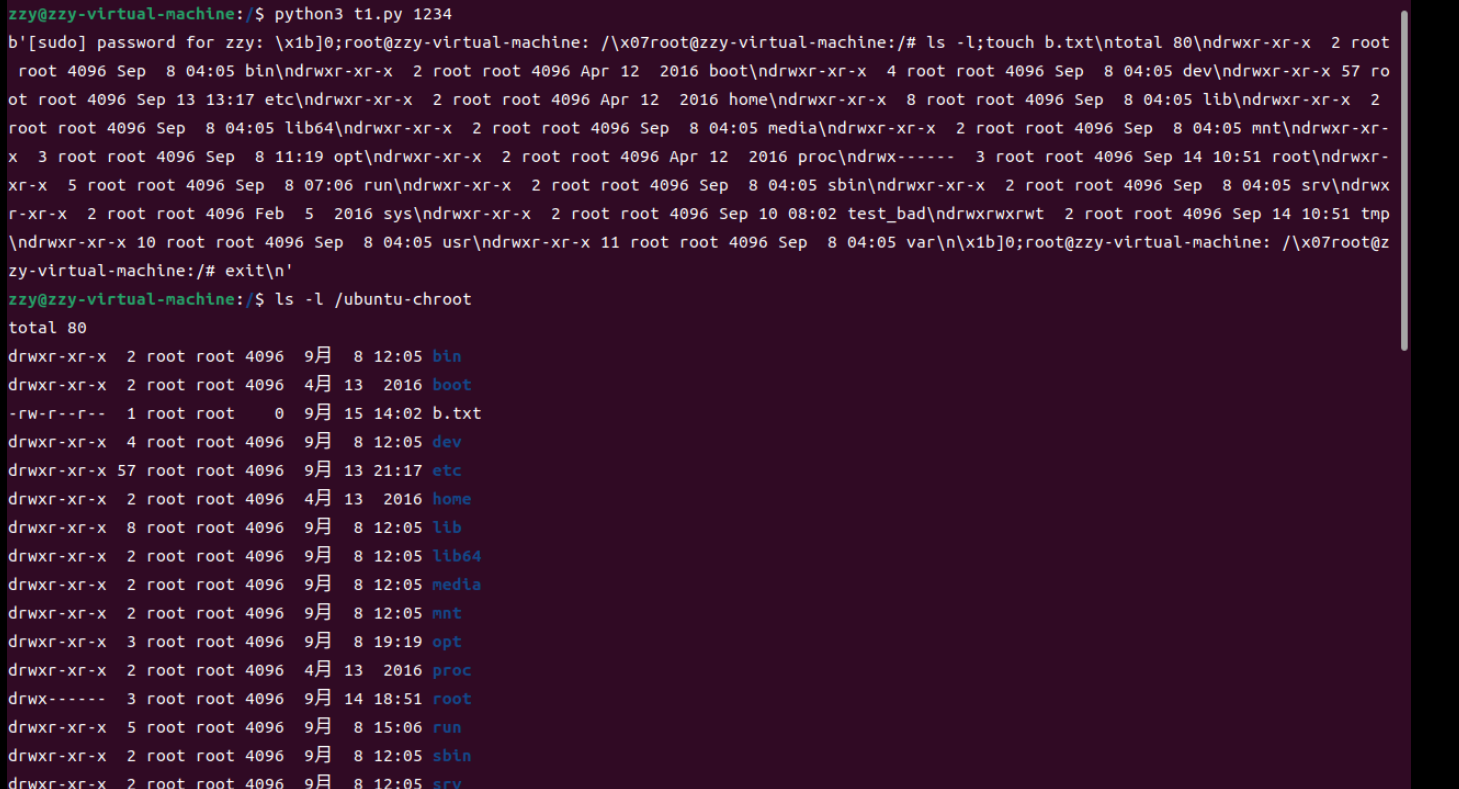 zzy@zzy-virtual-machine:/$ python3 t1.py 1234
b'[sudo] password for zzy: \x1b]0;root@zzy-virtual-machine: /\x07root@zzy-virtual-machine:/# ls -l;touch b.txt\ntotal 80\ndrwxr-xr-x  2 root
 root 4096 Sep  8 04:05 bin\ndrwxr-xr-x  2 root root 4096 Apr 12  2016 boot\ndrwxr-xr-x  4 root root 4096 Sep  8 04:05 dev\ndrwxr-xr-x 57 ro
ot root 4096 Sep 13 13:17 etc\ndrwxr-xr-x  2 root root 4096 Apr 12  2016 home\ndrwxr-xr-x  8 root root 4096 Sep  8 04:05 lib\ndrwxr-xr-x  2
root root 4096 Sep  8 04:05 lib64\ndrwxr-xr-x  2 root root 4096 Sep  8 04:05 media\ndrwxr-xr-x  2 root root 4096 Sep  8 04:05 mnt\ndrwxr-xr-
x  3 root root 4096 Sep  8 11:19 opt\ndrwxr-xr-x  2 root root 4096 Apr 12  2016 proc\ndrwx------  3 root root 4096 Sep 14 10:51 root\ndrwxr-
xr-x  5 root root 4096 Sep  8 07:06 run\ndrwxr-xr-x  2 root root 4096 Sep  8 04:05 sbin\ndrwxr-xr-x  2 root root 4096 Sep  8 04:05 srv\ndrwx
r-xr-x  2 root root 4096 Feb  5  2016 sys\ndrwxr-xr-x  2 root root 4096 Sep 10 08:02 test_bad\ndrwxrwxrwt  2 root root 4096 Sep 14 10:51 tmp
\ndrwxr-xr-x 10 root root 4096 Sep  8 04:05 usr\ndrwxr-xr-x 11 root root 4096 Sep  8 04:05 var\n\x1b]0;root@zzy-virtual-machine: /\x07root@z
zy-virtual-machine:/# exit\n'
zzy@zzy-virtual-machine:/$ ls -l /ubuntu-chroot
total 80
drwxr-xr-x  2 root root 4096  9月  8 12:05 bin
drwxr-xr-x  2 root root 4096  4月 13  2016 boot
-rw-r--r--  1 root root    0  9月 15 14:02 b.txt
drwxr-xr-x  4 root root 4096  9月  8 12:05 dev
drwxr-xr-x 57 root root 4096  9月 13 21:17 etc
drwxr-xr-x  2 root root 4096  4月 13  2016 home
drwxr-xr-x  8 root root 4096  9月  8 12:05 lib
drwxr-xr-x  2 root root 4096  9月  8 12:05 lib64
drwxr-xr-x  2 root root 4096  9月  8 12:05 media
drwxr-xr-x  2 root root 4096  9月  8 12:05 mnt
drwxr-xr-x  3 root root 4096  9月  8 19:19 opt
drwxr-xr-x  2 root root 4096  4月 13  2016 proc
drwx------  3 root root 4096  9月 14 18:51 root
drwxr-xr-x  5 root root 4096  9月  8 15:06 run
drwxr-xr-x  2 root root 4096  9月  8 12:05 sbin
drwxr-xr-x  2 root root 4096  9月  8 12:05 srv